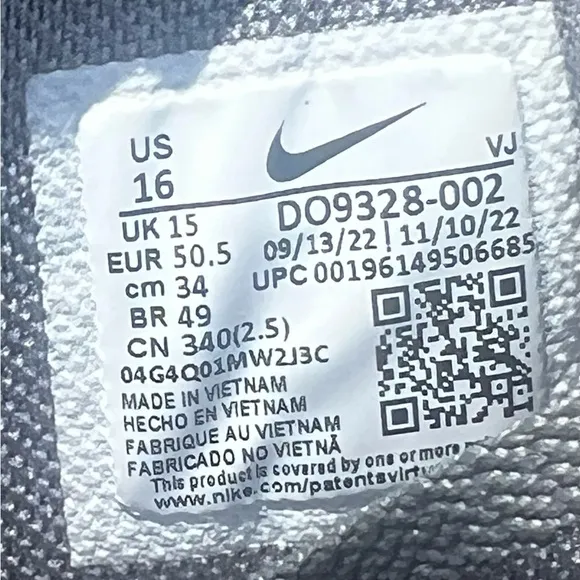 US
16
VJ
DO9328-002
UK 15
09/13/22 | 11/10/22
EUR 50.5
UPC 00196149506685
cm 34
BR 49
CN 340(2.5)
04G4Q01MW2J3C
MADE IN VIETNAM
HECHO EN VIETNAM
FABRIQUE AU VIETNAM
FABRICADO NO VIETNÃ
This product is covered by one or more
www.nike.com/patents